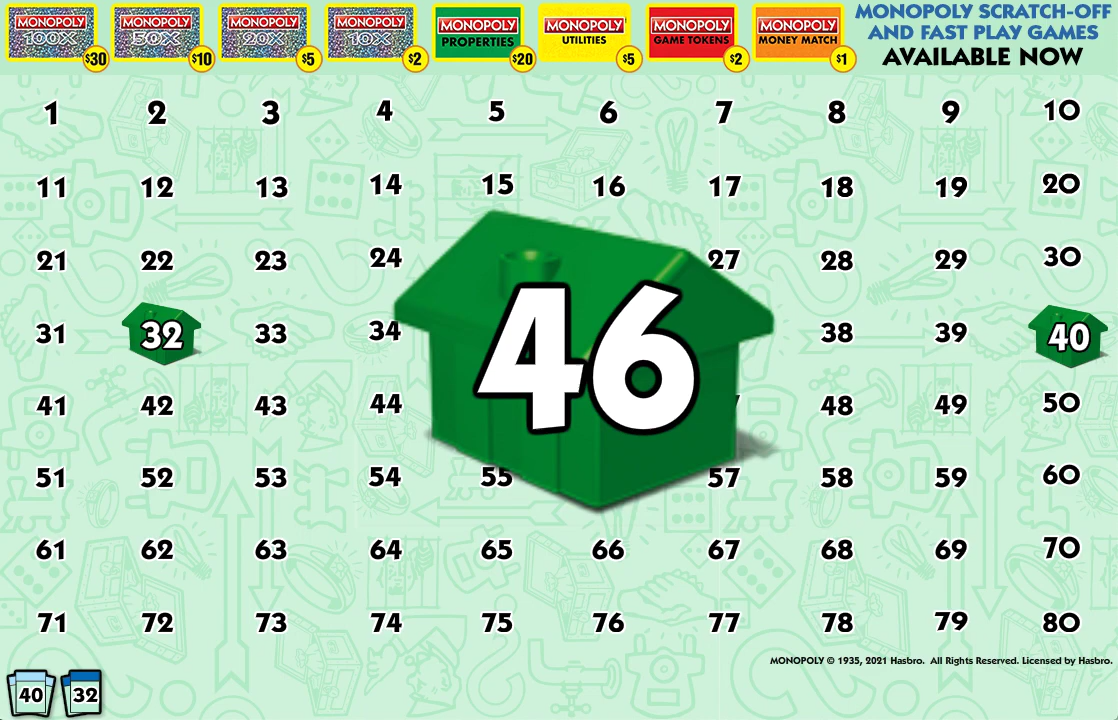 MONOPOLY MONOPOLY MONOPOLY MONOPOLY MONOPOLY MONOPOLY MONOPOLY MONOPOLY
100X 50X 20X 10X PROPERTIES UTILITIES GAME TOKENS MONEY MATCH
$30 $10 $5 $2 $20 $5 $2 $1
MONOPOLY SCRATCH-OFF
AND FAST PLAY GAMES
AVAILABLE NOW
1 2 3 4 5 6 7 8 9 10
11 12 13 14 15 16 17 18 19 20
21 22 23 24 27 28 29 30
31 32 33 34 38 39 40
46
41 42 43 44 48 49 50
51 52 53 54 55 57 58 59 60
61 62 63 64 65 66 67 68 69 70
71 72 73 74 75 76 77 78 79 80
MONOPOLY © 1935, 2021 Hasbro. All Rights Reserved. Licensed by Hasbro.
40 32